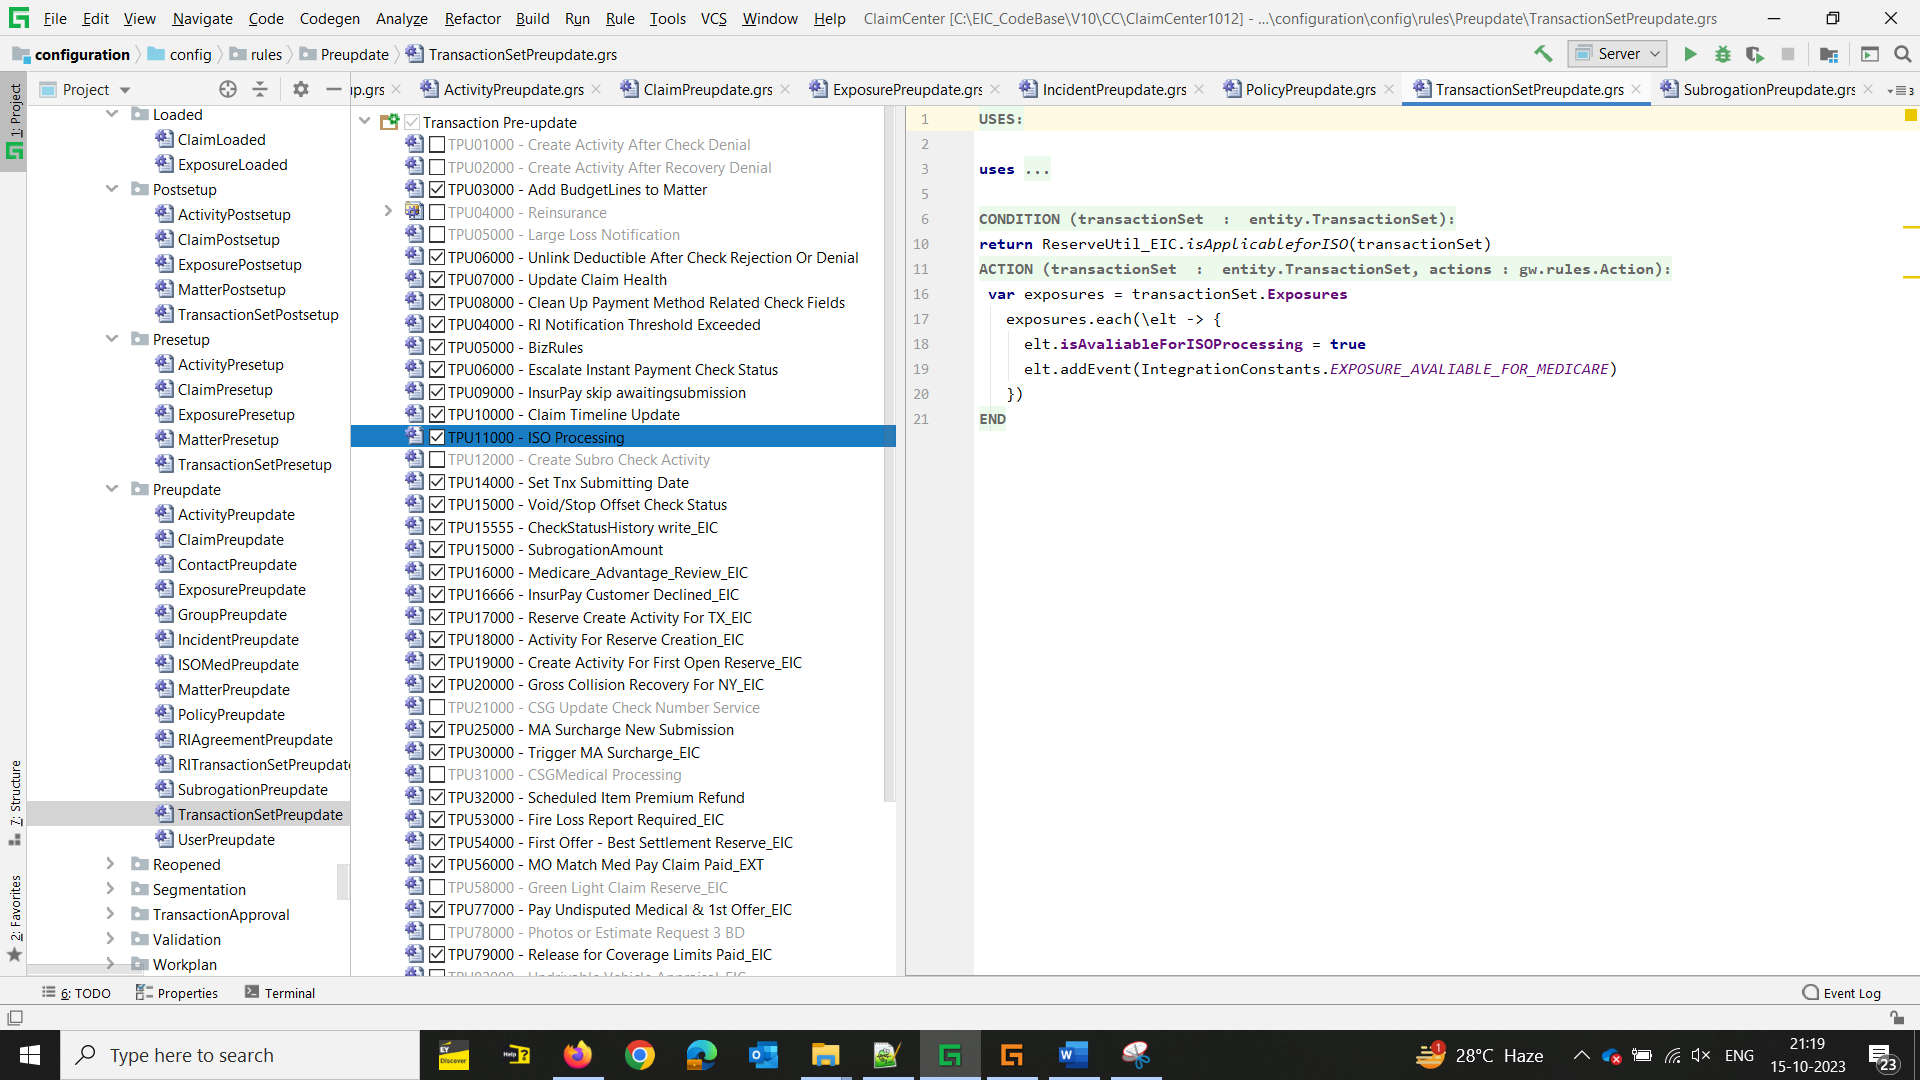 File Edit View Navigate Code Codegen Analyze Refactor Build Run Rule Tools VCS Window Help ClaimCenter [C:\EIC_CodeBase\V10\CC\ClaimCenter1012] - ...\configuration\config\rules\Preupdate\TransactionSetPreupdate.grs
configuration config rules Preupdate TransactionSetPreupdate.grs Server
Project
ıp.grs ActivityPreupdate.grs ClaimPreupdate.grs ExposurePreupdate.grs IncidentPreupdate.grs PolicyPreupdate.grs TransactionSetPreupdate.grs SubrogationPreupdate.grs 3
1: Project
7: Structure
2: Favorites
Loaded
ClaimLoaded
ExposureLoaded
Postsetup
ActivityPostsetup
ClaimPostsetup
ExposurePostsetup
MatterPostsetup
TransactionSetPostsetup
Presetup
ActivityPresetup
ClaimPresetup
ExposurePresetup
MatterPresetup
TransactionSetPresetup
Preupdate
ActivityPreupdate
ClaimPreupdate
ContactPreupdate
ExposurePreupdate
GroupPreupdate
IncidentPreupdate
ISOMedPreupdate
MatterPreupdate
PolicyPreupdate
RIAgreementPreupdate
RITransactionSetPreupdate
SubrogationPreupdate
TransactionSetPreupdate
UserPreupdate
Reopened
Segmentation
TransactionApproval
Validation
Workplan
Transaction Pre-update
TPU01000 - Create Activity After Check Denial
TPU02000 - Create Activity After Recovery Denial
TPU03000 - Add BudgetLines to Matter
TPU04000 - Reinsurance
TPU05000 - Large Loss Notification
TPU06000 - Unlink Deductible After Check Rejection Or Denial
TPU07000 - Update Claim Health
TPU08000 - Clean Up Payment Method Related Check Fields
TPU04000 - RI Notification Threshold Exceeded
TPU05000 - BizRules
TPU06000 - Escalate Instant Payment Check Status
TPU09000 - InsurPay skip awaitingsubmission
TPU10000 - Claim Timeline Update
TPU11000 - ISO Processing
TPU12000 - Create Subro Check Activity
TPU14000 - Set Tnx Submitting Date
TPU15000 - Void/Stop Offset Check Status
TPU15555 - CheckStatusHistory write_EIC
TPU15000 - SubrogationAmount
TPU16000 - Medicare_Advantage_Review_EIC
TPU16666 - InsurPay Customer Declined_EIC
TPU17000 - Reserve Create Activity For TX_EIC
TPU18000 - Activity For Reserve Creation_EIC
TPU19000 - Create Activity For First Open Reserve_EIC
TPU20000 - Gross Collision Recovery For NY_EIC
TPU21000 - CSG Update Check Number Service
TPU25000 - MA Surcharge New Submission
TPU30000 - Trigger MA Surcharge_EIC
TPU31000 - CSGMedical Processing
TPU32000 - Scheduled Item Premium Refund
TPU53000 - Fire Loss Report Required_EIC
TPU54000 - First Offer - Best Settlement Reserve_EIC
TPU56000 - MO Match Med Pay Claim Paid_EXT
TPU58000 - Green Light Claim Reserve_EIC
TPU77000 - Pay Undisputed Medical & 1st Offer_EIC
TPU78000 - Photos or Estimate Request 3 BD
TPU79000 - Release for Coverage Limits Paid_EIC
1 USES:
2
3 uses ...
5
6 CONDITION (transactionSet : entity.TransactionSet):
10 return ReserveUtil_EIC.isApplicableforISO(transactionSet)
11 ACTION (transactionSet : entity.TransactionSet, actions : gw.rules.Action):
16 var exposures = transactionSet.Exposures
17 exposures.each(\elt -> {
18 elt.isAvaliableForISOProcessing = true
19 elt.addEvent(IntegrationConstants.EXPOSURE_AVALIABLE_FOR_MEDICARE)
20 })
21 END
6: TODO Properties Terminal Event Log
Type here to search
EY Discover
Help ?
28°C Haze
1
ENG
21:19
15-10-2023
23